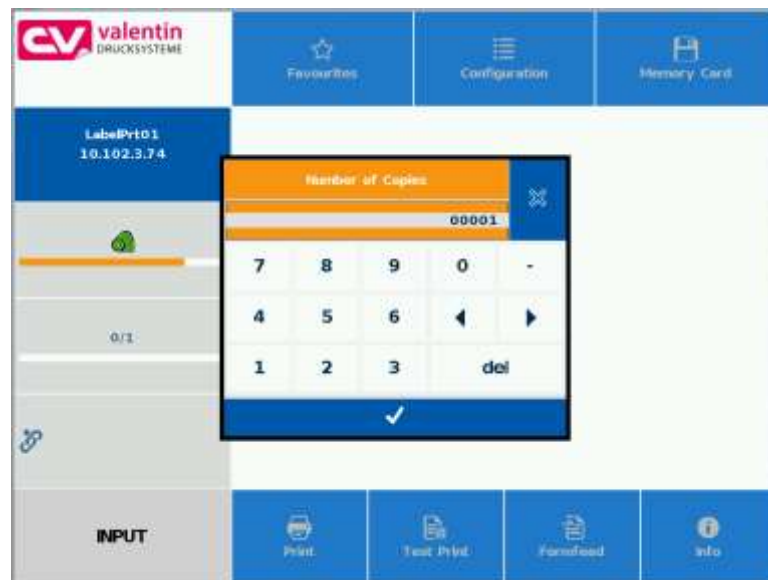 CV valentin
DRUCKSYSTEME
Favourites
Configuration
Memory Card
LabelPrt01
10.102.3.74
Number of Copies
00001
7 8 9 0 -
4 5 6
0/1
1 2 3 del
INPUT
Print
Test Print
Formfeed
Info